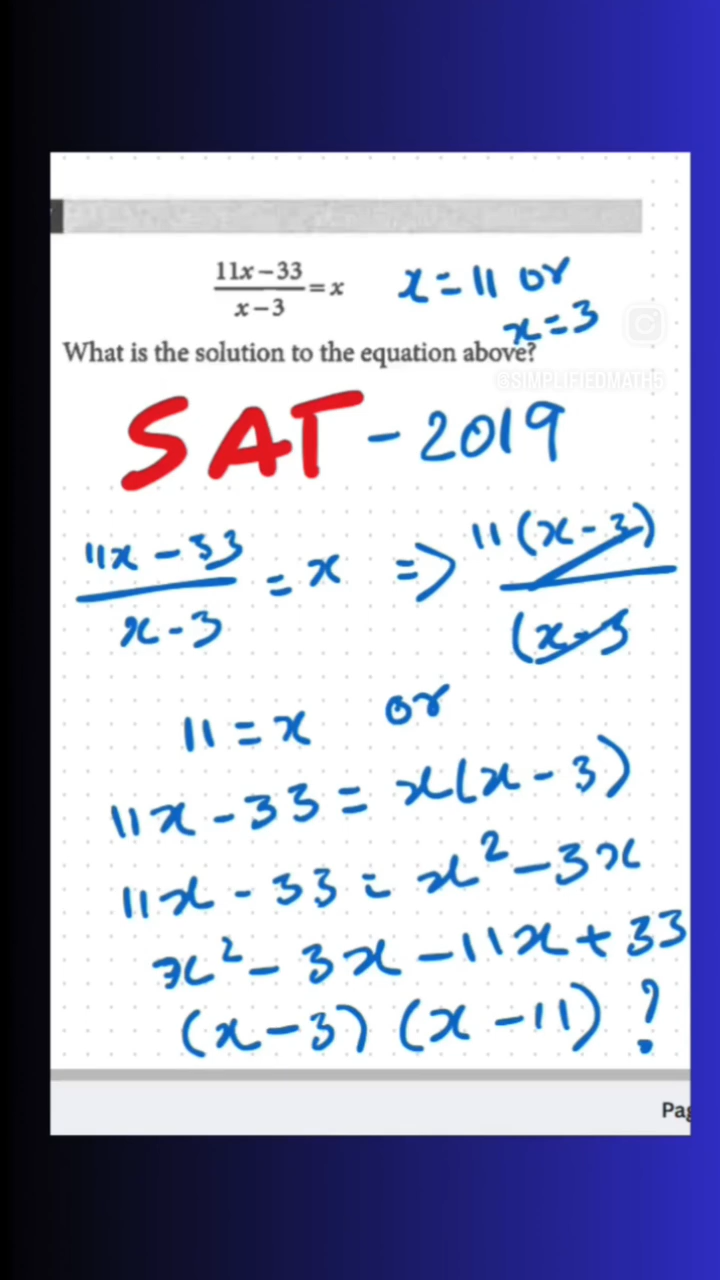 11x – 33
x – 3
= x
x = 11 or
x = 3
What is the solution to the equation above?
©SIMPLIFIEDMATHS
SAT - 2019
11x - 33
x - 3
= x => 11(x - 3)
(x - 3
11 = x or
11x - 33 = x(x - 3)
11x - 33 = x² - 3x
x² - 3x - 11x + 33
(x - 3) (x - 11) ?
Pag